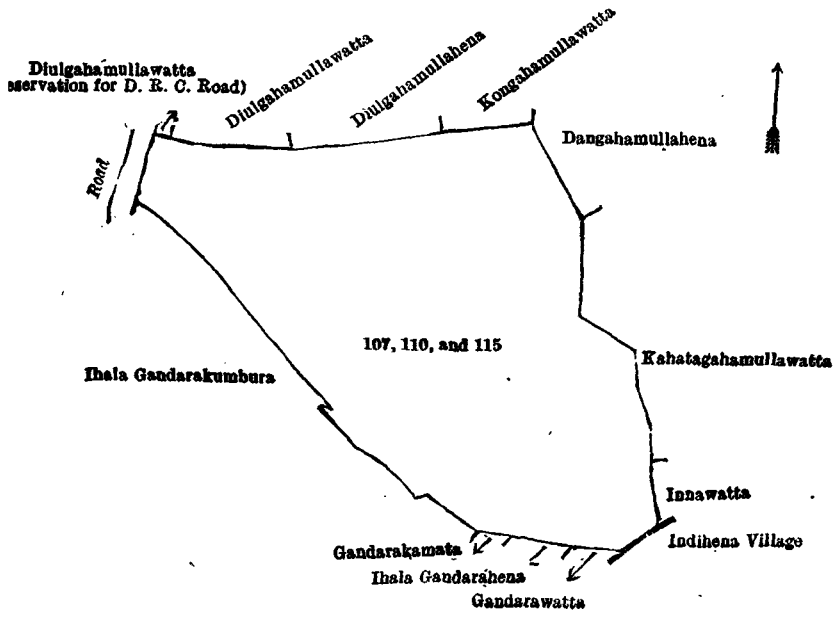 Diulgahamullawatta
eservation for D. R. C. Road)
Diulgahamullawatta
Diulgahamullahena
Kongahamullawatta
Dangahamullahena
Road
107, 110, and 115
Kahatagahamullawatta
Ihala Gandarakumbura
Innawatta
Indihena Village
Gandarakamata
Ihala Gandarahena
Gandarawatta